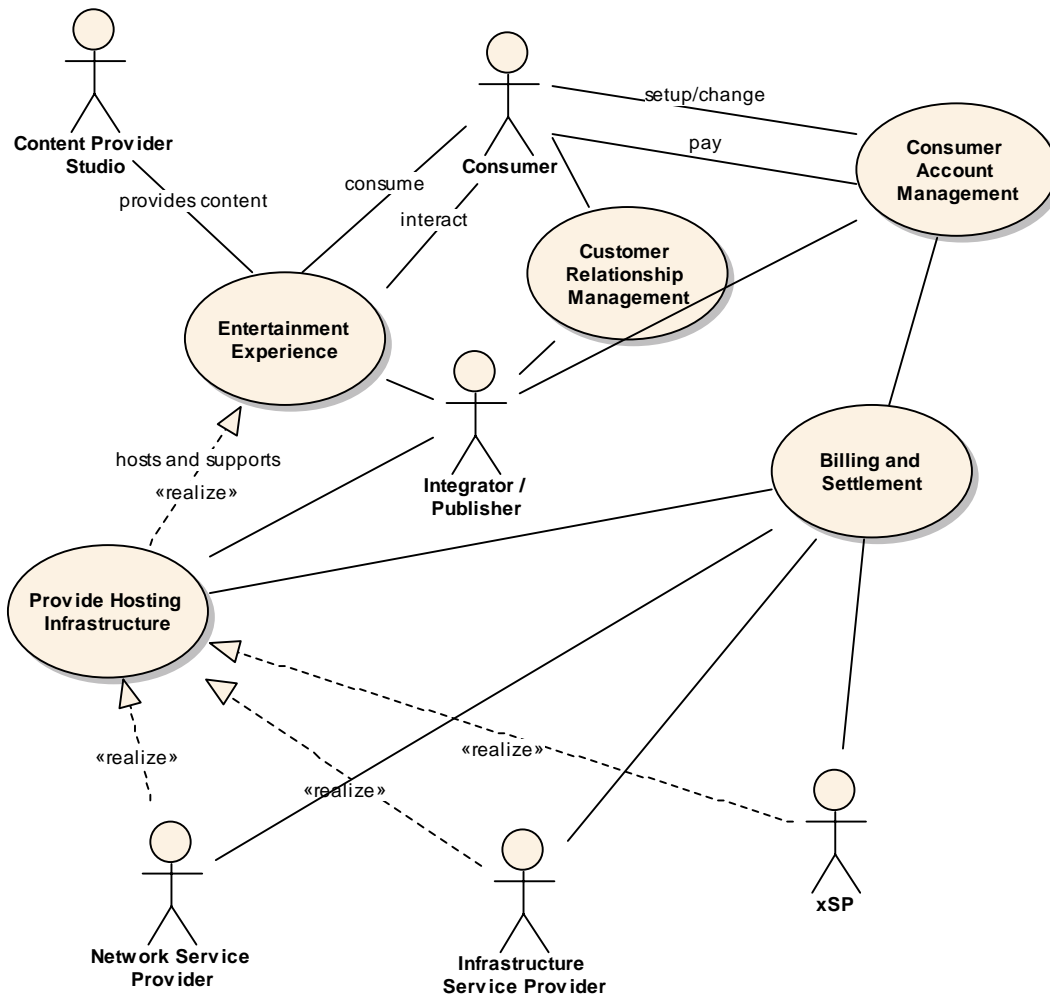 Content Provider
Studio
Consumer
setup/change
pay
Consumer
Account
Management
provides content
consume
interact
Customer
Relationship
Management
Entertainment
Experience
hosts and supports
«realize»
Integrator /
Publisher
Billing and
Settlement
Provide Hosting
Infrastructure
«realize»
«realize»
«realize»
xSP
Network Service
Provider
Infrastructure
Service Provider